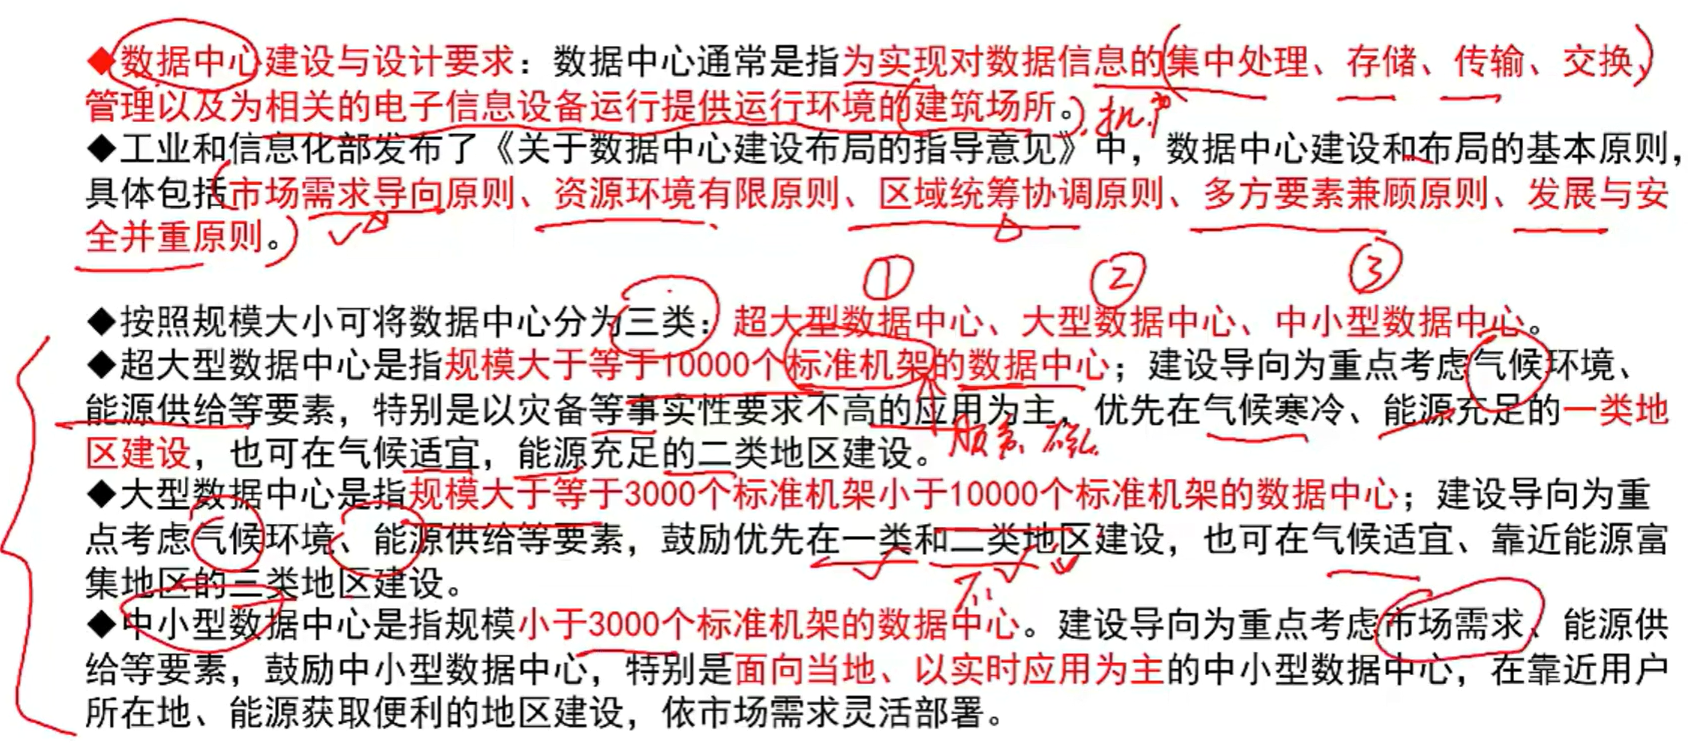 ◆数据中心建设与设计要求：数据中心通常是指为实现对数据信息的集中处理、存储、传输、交换、
管理以及为相关的电子信息设备运行提供运行环境的建筑场所。
◆工业和信息化部发布了《关于数据中心建设布局的指导意见》中，数据中心建设和布局的基本原则，
具体包括市场需求导向原则、资源环境有限原则、区域统筹协调原则、多方要素兼顾原则、发展与安
全并重原则。
① ② ③
◆按照规模大小可将数据中心分为三类：超大型数据中心、大型数据中心、中小型数据中心。
◆超大型数据中心是指规模大于等于10000个标准机架的数据中心；建设导向为重点考虑气候环境、
能源供给等要素，特别是以灾备等事实性要求不高的应用为主，优先在气候寒冷、能源充足的一类地
区建设，也可在气候适宜，能源充足的二类地区建设。
◆大型数据中心是指规模大于等于3000个标准机架小于10000个标准机架的数据中心；建设导向为重
点考虑气候环境、能源供给等要素，鼓励优先在一类和二类地区建设，也可在气候适宜、靠近能源富
集地区的三类地区建设。
◆中小型数据中心是指规模小于3000个标准机架的数据中心。建设导向为重点考虑市场需求、能源供
给等要素，鼓励中小型数据中心，特别是面向当地、以实时应用为主的中小型数据中心，在靠近用户
所在地、能源获取便利的地区建设，依市场需求灵活部署。